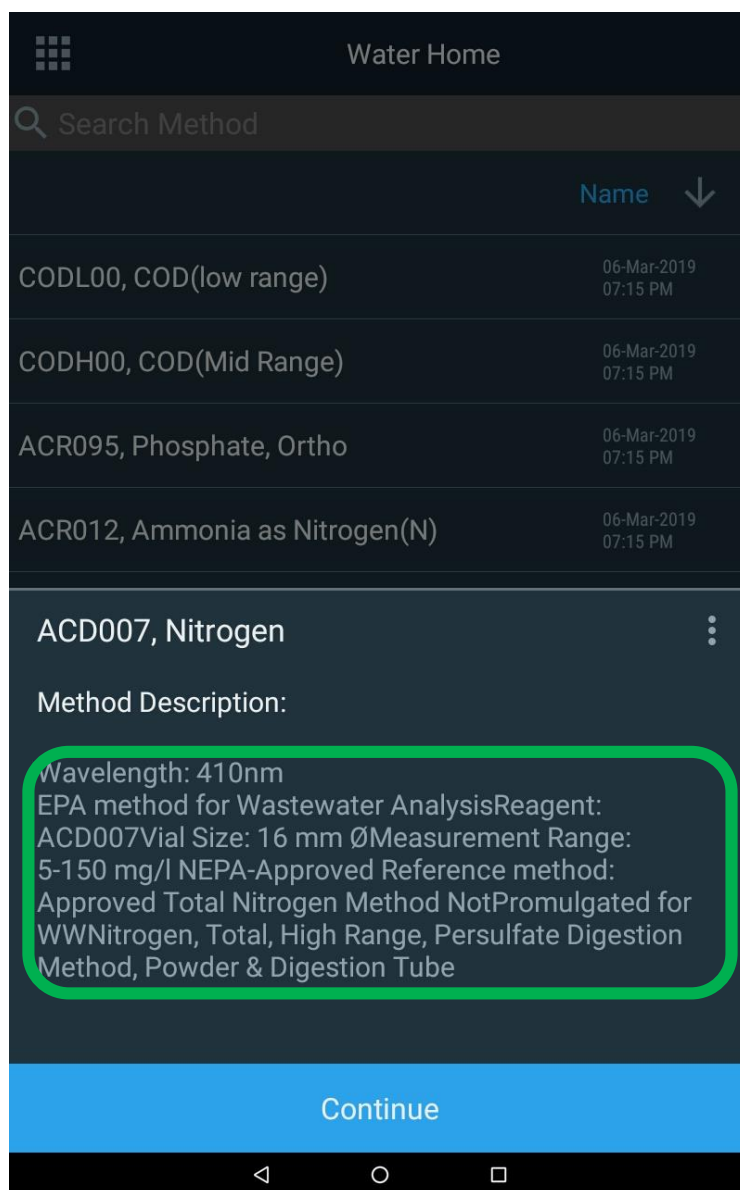 Water Home
Search Method
Name
CODL00, COD(low range)
06-Mar-2019
07:15 PM
CODH00, COD(Mid Range)
06-Mar-2019
07:15 PM
ACR095, Phosphate, Ortho
06-Mar-2019
07:15 PM
ACR012, Ammonia as Nitrogen(N)
06-Mar-2019
07:15 PM
ACD007, Nitrogen
Method Description:
Wavelength: 410nm
EPA method for Wastewater AnalysisReagent:
ACD007Vial Size: 16 mm ØMeasurement Range:
5-150 mg/l NEPA-Approved Reference method:
Approved Total Nitrogen Method NotPromulgated for
WWNitrogen, Total, High Range, Persulfate Digestion
Method, Powder & Digestion Tube
Continue